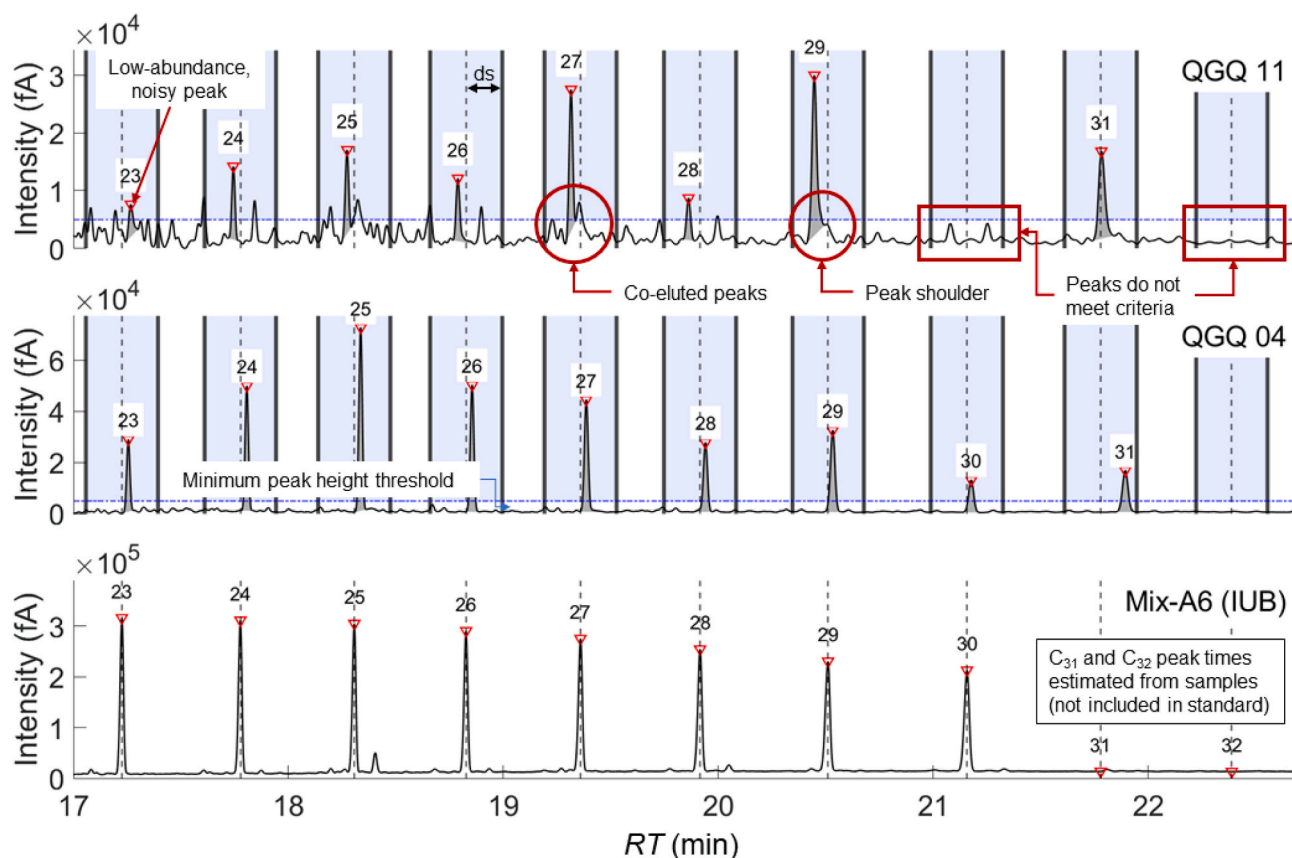 ×10⁴
Intensity (fA)
3
2
1
0
QGQ 11
Low-abundance,
noisy peak
23
24
25
26
ds
27
28
29
31
Co-eluted peaks
Peak shoulder
Peaks do not
meet criteria
×10⁴
Intensity (fA)
6
4
2
0
QGQ 04
23
24
25
26
27
28
29
30
31
Minimum peak height threshold
×10⁵
Intensity (fA)
3
2
1
0
Mix-A6 (IUB)
23
24
25
26
27
28
29
30
31
32
C₃₁ and C₃₂ peak times
estimated from samples
(not included in standard)
17
18
19
20
21
22
RT (min)